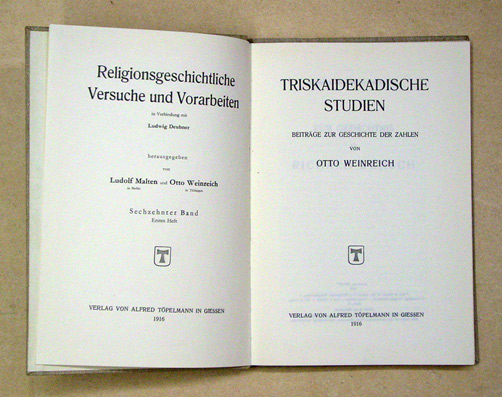 Religionsgeschichtliche
Versuche und Vorarbeiten
in Verbindung mit
Ludwig Deubner
herausgegeben
von
Ludolf Malten und Otto Weinreich
in Berlin in Tübingen
Sechzehnter Band
Erstes Heft
VERLAG VON ALFRED TÖPELMANN IN GIESSEN
1916
TRISKAIDEKADISCHE
STUDIEN
BEITRÄGE ZUR GESCHICHTE DER ZAHLEN
VON
OTTO WEINREICH
VERLAG VON ALFRED TÖPELMANN IN GIESSEN
1916